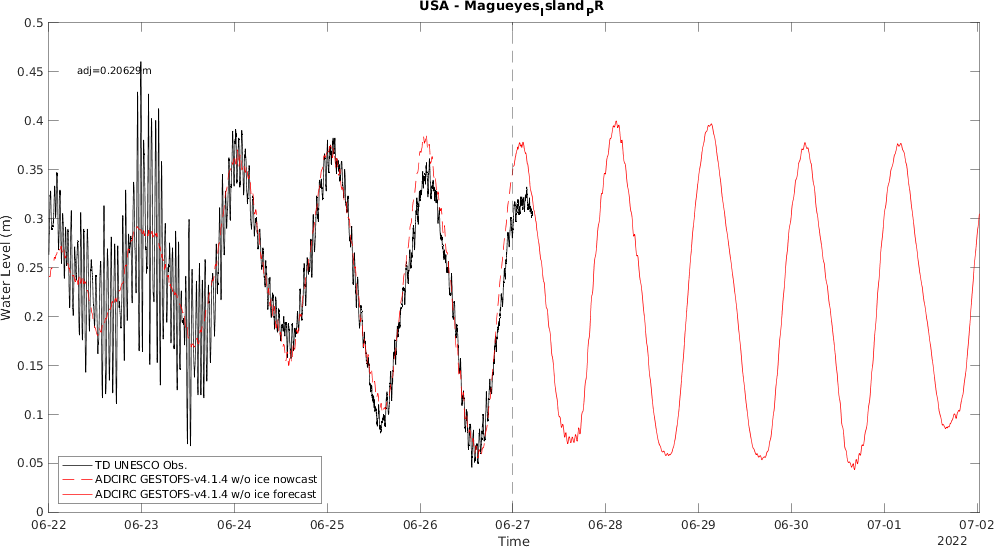 USA - Magueyes_Island_PR
0.5
0.45
0.4
0.35
0.3
0.25
0.2
0.15
0.1
0.05
0
Water Level (m)
adj=0.20629m
TD UNESCO Obs.
ADCIRC GESTOFS-v4.1.4 w/o ice nowcast
ADCIRC GESTOFS-v4.1.4 w/o ice forecast
06-22 06-23 06-24 06-25 06-26 06-27 06-28 06-29 06-30 07-01 07-02
Time
2022